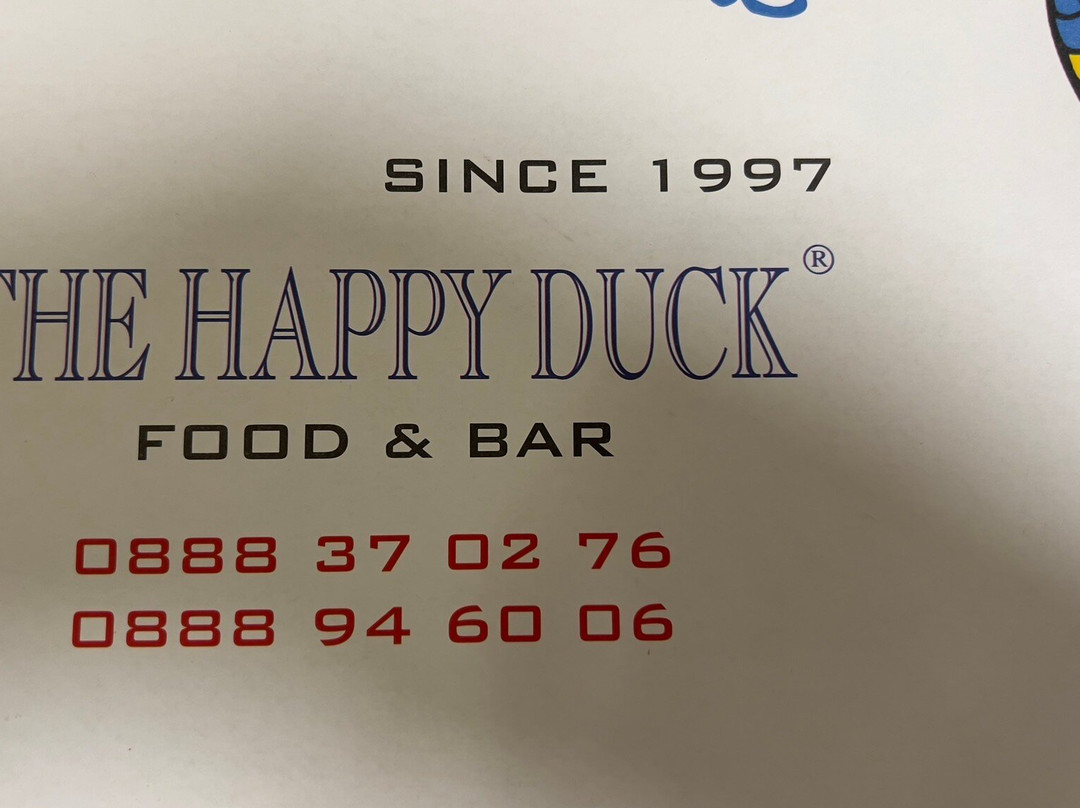 SINCE 1997
THE HAPPY DUCK®
FOOD & BAR
0888 37 02 76
0888 94 60 06